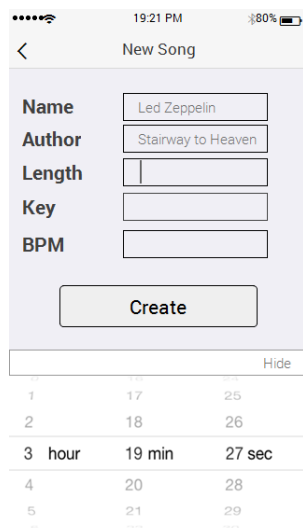 19:21 PM 80%
New Song
Name Led Zeppelin
Author Stairway to Heaven
Length
Key
BPM
Create
Hide
1 17 25
2 18 26
3 hour 19 min 27 sec
4 20 28
5 21 29